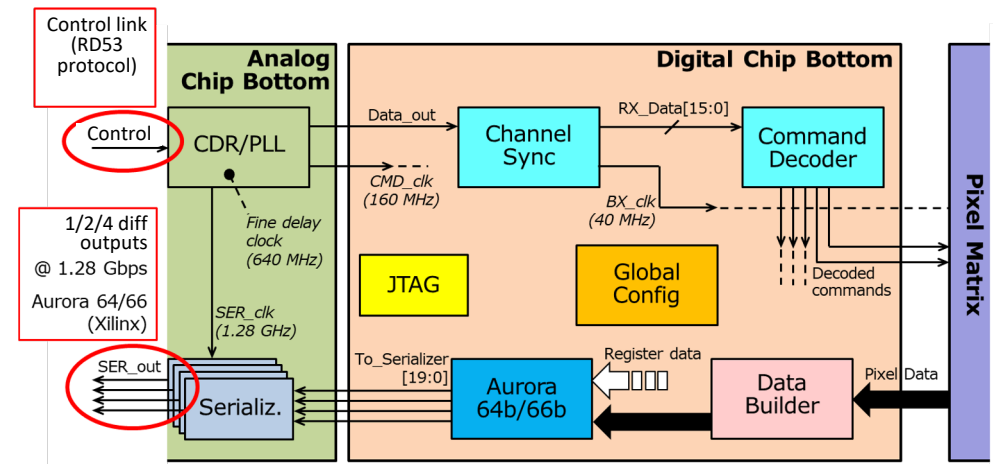 Control link
(RD53
protocol)
Analog
Chip Bottom
Digital Chip Bottom
Control
CDR/PLL
Data_out
CMD_clk
(160 MHz)
Channel
Sync
RX_Data[15:0]
BX_clk
(40 MHz)
Command
Decoder
Pixel Matrix
1/2/4 diff
outputs
@ 1.28 Gbps
Aurora 64/66
(Xilinx)
Fine delay
clock
(640 MHz)
JTAG
Global
Config
Decoded
commands
SER_clk
(1.28 GHz)
SER_out
Serializ.
To_Serializer
[19:0]
Aurora
64b/66b
Register data
Data
Builder
Pixel Data